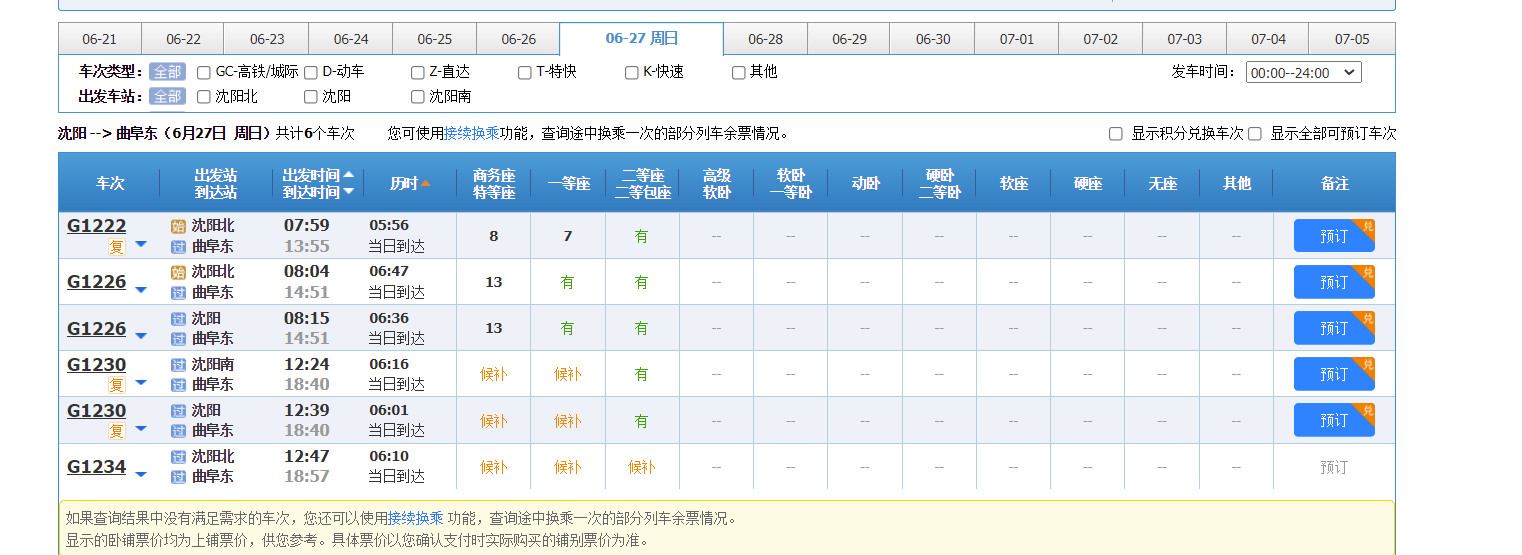 06-21 06-22 06-23 06-24 06-25 06-26 06-27 周日 06-28 06-29 06-30 07-01 07-02 07-03 07-04 07-05
车次类型： 全部 GC-高铁/城际 D-动车 Z-直达 T-特快 K-快速 其他 发车时间： 00:00--24:00
出发车站： 全部 沈阳北 沈阳 沈阳南
沈阳 --> 曲阜东（6月27日 周日）共计6个车次 您可使用接续换乘功能，查询途中换乘一次的部分列车余票情况。 显示积分兑换车次 显示全部可预订车次
车次 出发站 到达站 出发时间 到达时间 历时 商务座 特等座 一等座 二等座 二等包座 高级 软卧 软卧 一等卧 动卧 硬卧 二等卧 软座 硬座 无座 其他 备注
G1222 始 沈阳北 07:59 05:56 8 7 有 -- -- -- -- -- -- -- -- 预订 兑
复 过 曲阜东 13:55 当日到达
G1226 始 沈阳北 08:04 06:47 13 有 有 -- -- -- -- -- -- -- -- 预订 兑
过 曲阜东 14:51 当日到达
G1226 过 沈阳 08:15 06:36 13 有 有 -- -- -- -- -- -- -- -- 预订 兑
过 曲阜东 14:51 当日到达
G1230 过 沈阳南 12:24 06:16 候补 候补 有 -- -- -- -- -- -- -- -- 预订 兑
复 过 曲阜东 18:40 当日到达
G1230 过 沈阳 12:39 06:01 候补 候补 有 -- -- -- -- -- -- -- -- 预订 兑
复 过 曲阜东 18:40 当日到达
G1234 过 沈阳北 12:47 06:10 候补 候补 候补 -- -- -- -- -- -- -- -- 预订
过 曲阜东 18:57 当日到达
如果查询结果中没有满足需求的车次，您还可以使用接续换乘 功能，查询途中换乘一次的部分列车余票情况。
显示的卧铺票价均为上铺票价，供您参考。具体票价以您确认支付时实际购买的铺别票价为准。